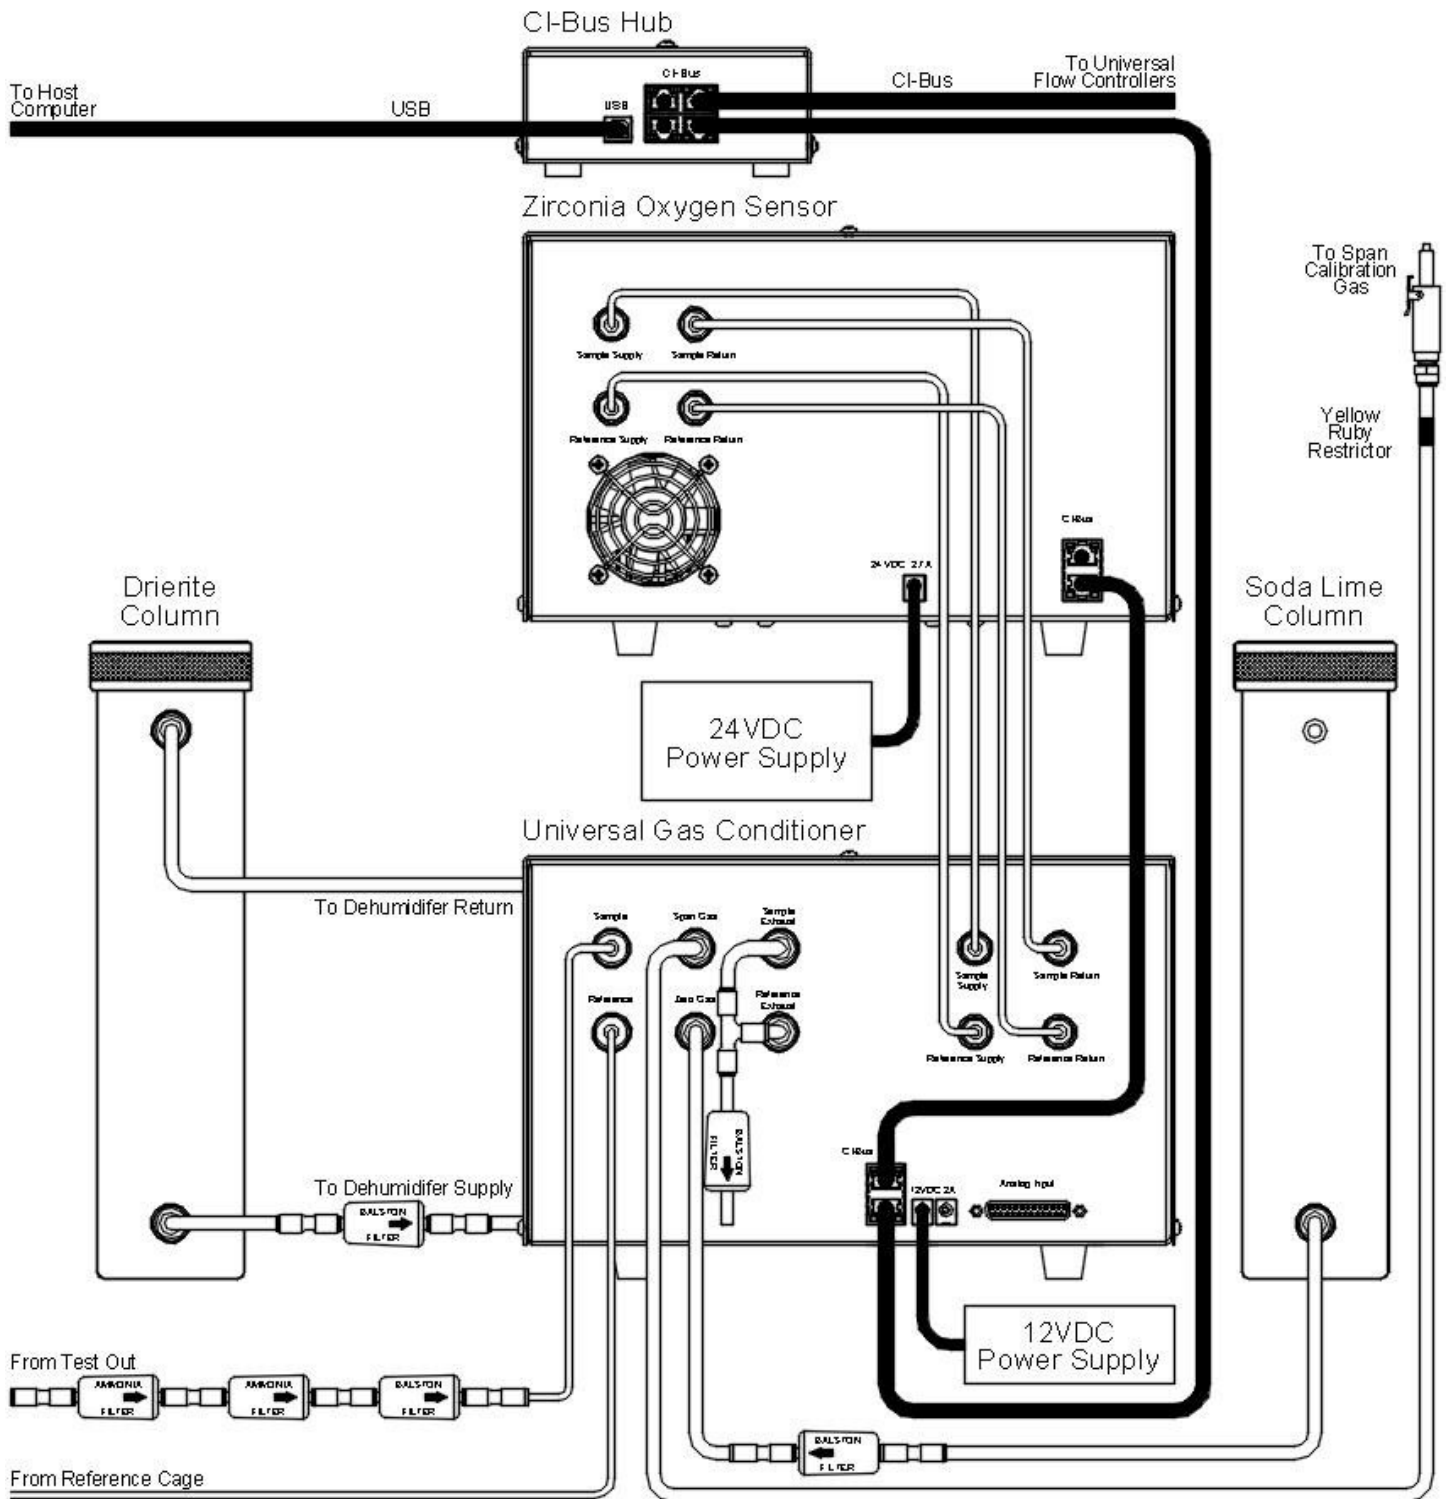 CI-Bus Hub
To Host
Computer
USB
CI-Bus
USB
CI-Bus
To Universal
Flow Controllers
Zirconia Oxygen Sensor
Sample Supply
Sample Return
Reference Supply
Reference Return
24 VDC 2.7 A
CI-Bus
To Span
Calibration
Gas
Yellow
Ruby
Restrictor
Drierite
Column
Soda Lime
Column
24VDC
Power Supply
Universal Gas Conditioner
To Dehumidifer Return
Sample
Span Gas
Sample
Exhaust
Sample
Supply
Sample Return
Reference
Zero Gas
Reference
Exhaust
Reference Supply
Reference Return
BALSTON
FILTER
CI-Bus
12VDC 2A
Analog Input
To Dehumidifer Supply
BALSTON
FILTER
12VDC
Power Supply
From Test Out
AMMONIA
FILTER
AMMONIA
FILTER
BALSTON
FILTER
BALSTON
FILTER
From Reference Cage